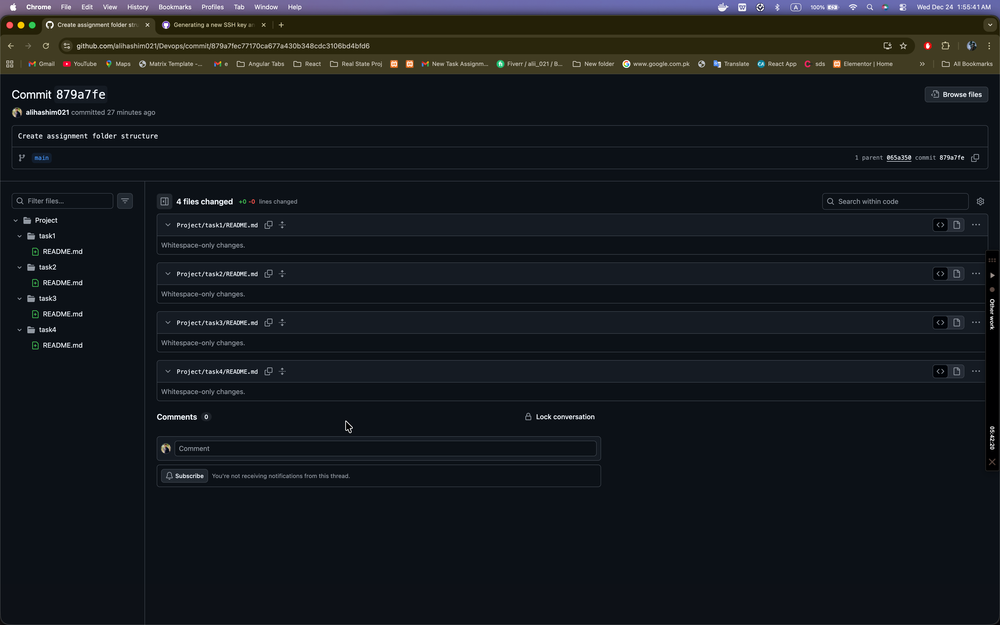 Chrome File Edit View History Bookmarks Profiles Tab Window Help
A 100% Wed Dec 24 1:55:41 AM
Create assignment folder stru
Generating a new SSH key an
github.com/alihashim021/Devops/commit/879a7fec77170ca677a430b348cdc3106bd4bfd6
Gmail YouTube Maps Matrix Template -... e Angular Tabs React Real State Proj New Task Assignm... Fiverr / alii_021 / B... New folder www.google.com.pk Translate React App sds Elementor | Home » All Bookmarks
Commit 879a7fe
Browse files
alihashim021 committed 27 minutes ago
Create assignment folder structure
main
1 parent 065a350 commit 879a7fe
Filter files...
4 files changed +0 -0 lines changed
Search within code
Project
task1
README.md
task2
README.md
task3
README.md
task4
README.md
Project/task1/README.md
Whitespace-only changes.
Project/task2/README.md
Whitespace-only changes.
Project/task3/README.md
Whitespace-only changes.
Project/task4/README.md
Whitespace-only changes.
Comments 0
Lock conversation
Comment
Subscribe You're not receiving notifications from this thread.
Other work
05:42:20